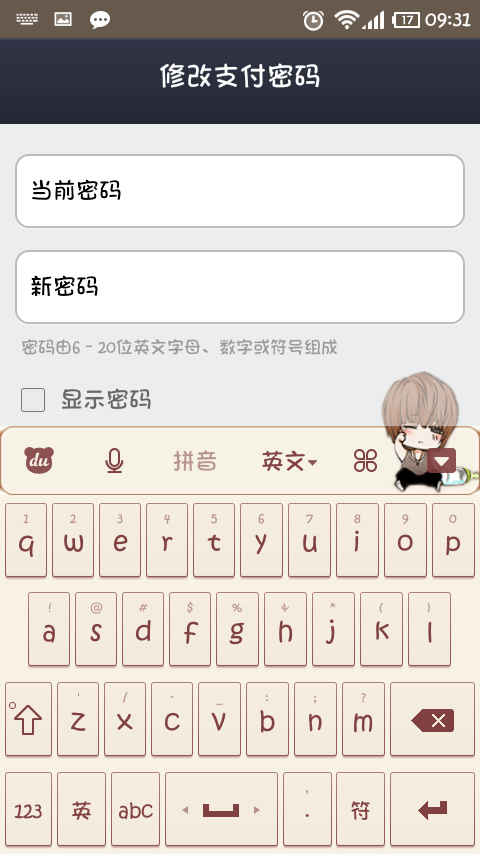 17 09:31
修改支付密码
当前密码
新密码
密码由6 - 20位英文字母、数字或符号组成
显示密码
du 拼音 英文
1 2 3 4 5 6 7 8 9 0
q w e r t y u i o p
! @ # $ % & * ( )
a s d f g h j k l
' / - _ : ; ?
z x c v b n m
123 英 abc , . 符